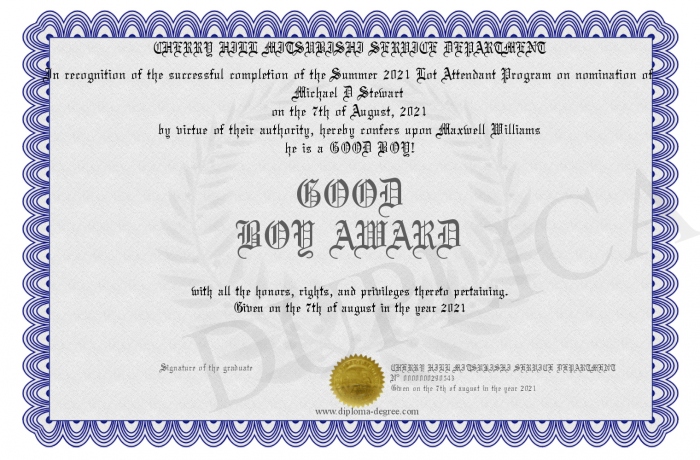 CHERRY HILL MITSUBISHI SERVICE DEPARTMENT
In recognition of the successful completion of the Summer 2021 Lot Attendant Program on nomination of
Michael D Stewart
on the 7th of August, 2021
by virtue of their authority, hereby confers upon Maxwell Williams
he is a GOOD BOY!
GOOD
BOY AWARD
with all the honors, rights, and privileges thereto pertaining.
Given on the 7th of august in the year 2021
DUPLICA
Signature of the graduate
CHERRY HILL MITSUBISHI SERVICE DEPARTMENT
N° 0000000298543
Given on the 7th of august in the year 2021
www.diploma-degree.com